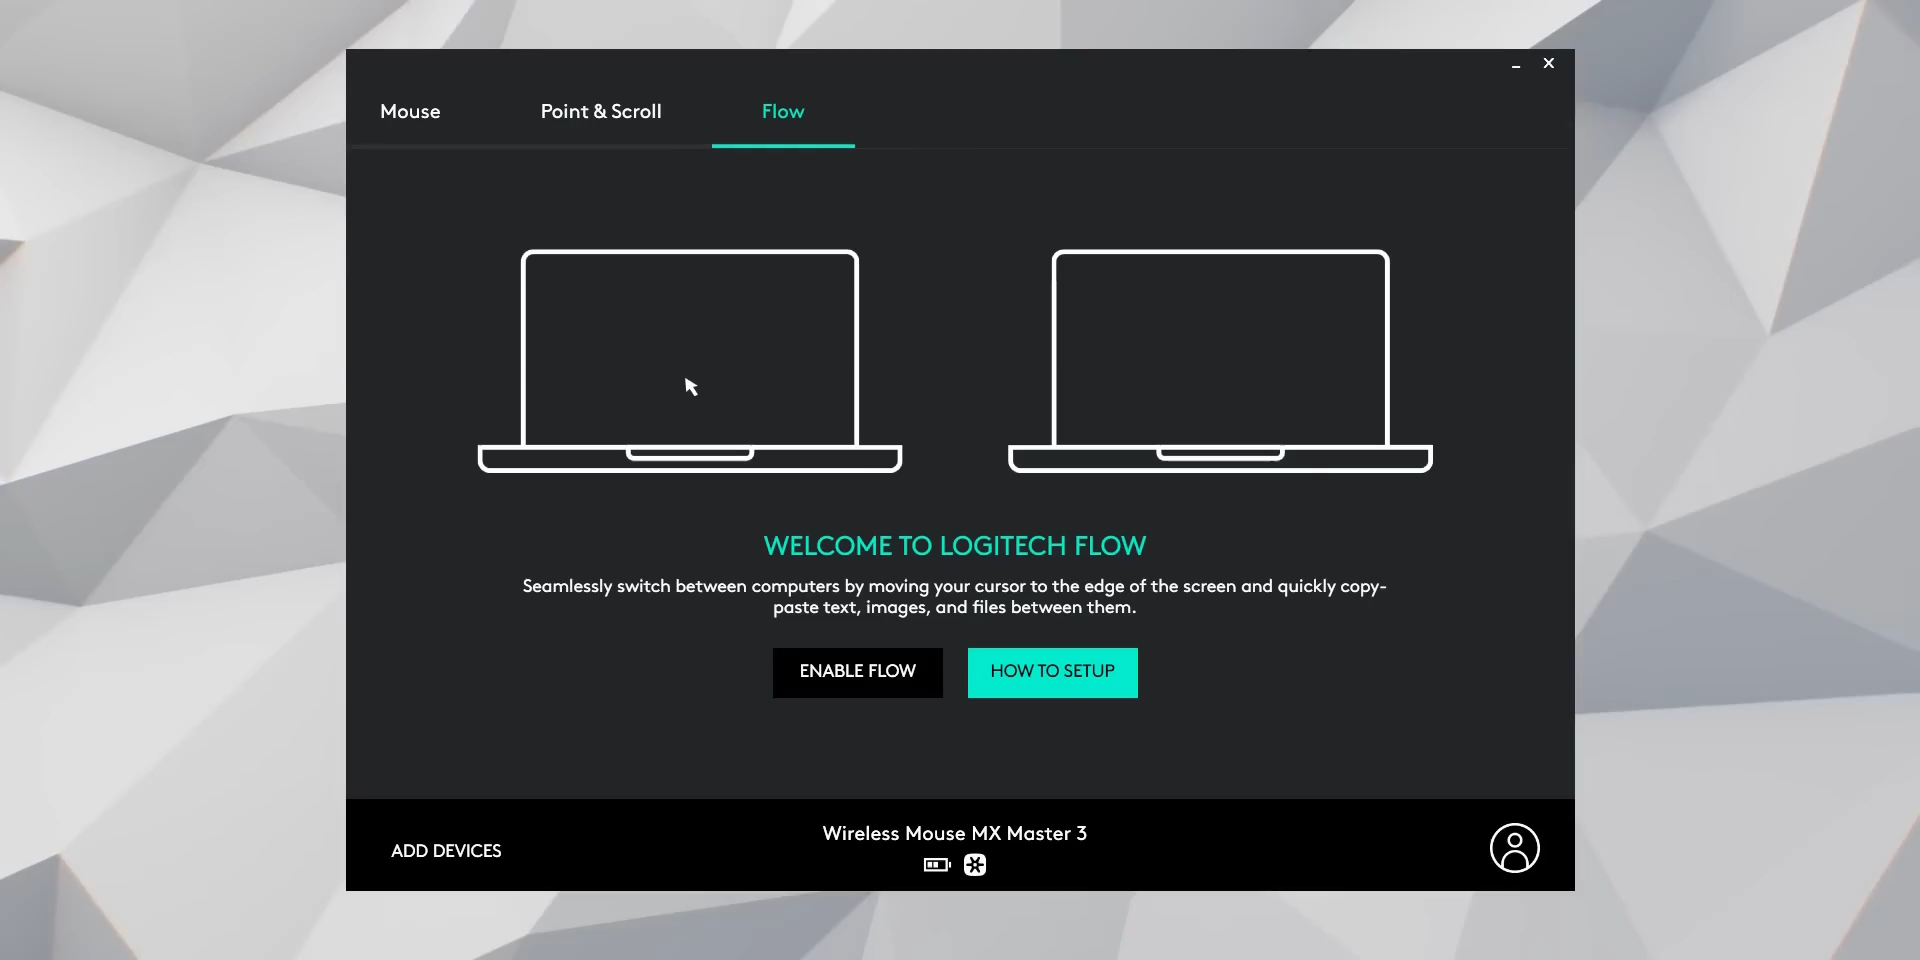 Mouse
Point & Scroll
Flow
WELCOME TO LOGITECH FLOW
Seamlessly switch between computers by moving your cursor to the edge of the screen and quickly copy-
paste text, images, and files between them.
ENABLE FLOW
HOW TO SETUP
ADD DEVICES
Wireless Mouse MX Master 3